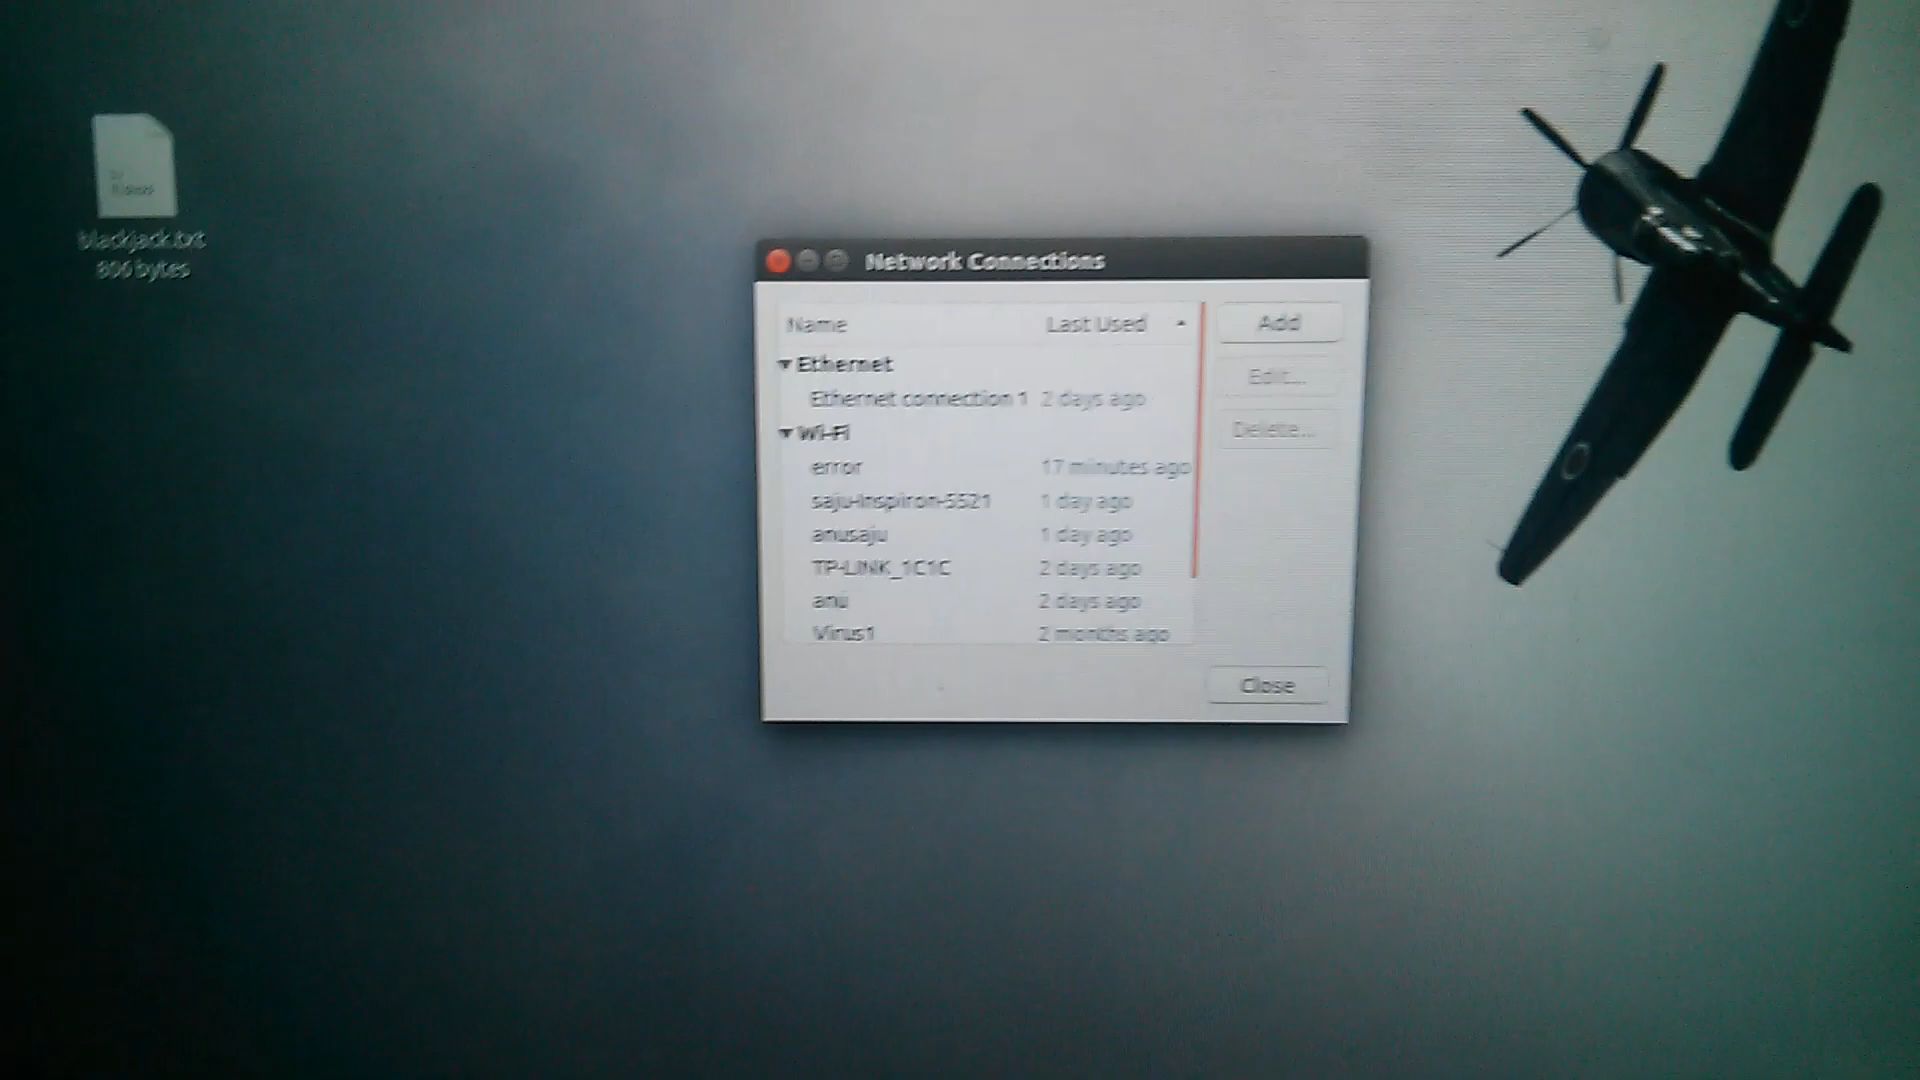 blackjack.txt
806 bytes
Network Connections
Name Last Used
Add
Ethernet
Edit...
Ethernet connection 1 2 days ago
Delete...
Wi-Fi
error 17 minutes ago
saju-Inspiron-5521 1 day ago
anusaju 1 day ago
TP-LINK_1C1C 2 days ago
anu 2 days ago
Virus1 2 months ago
Close